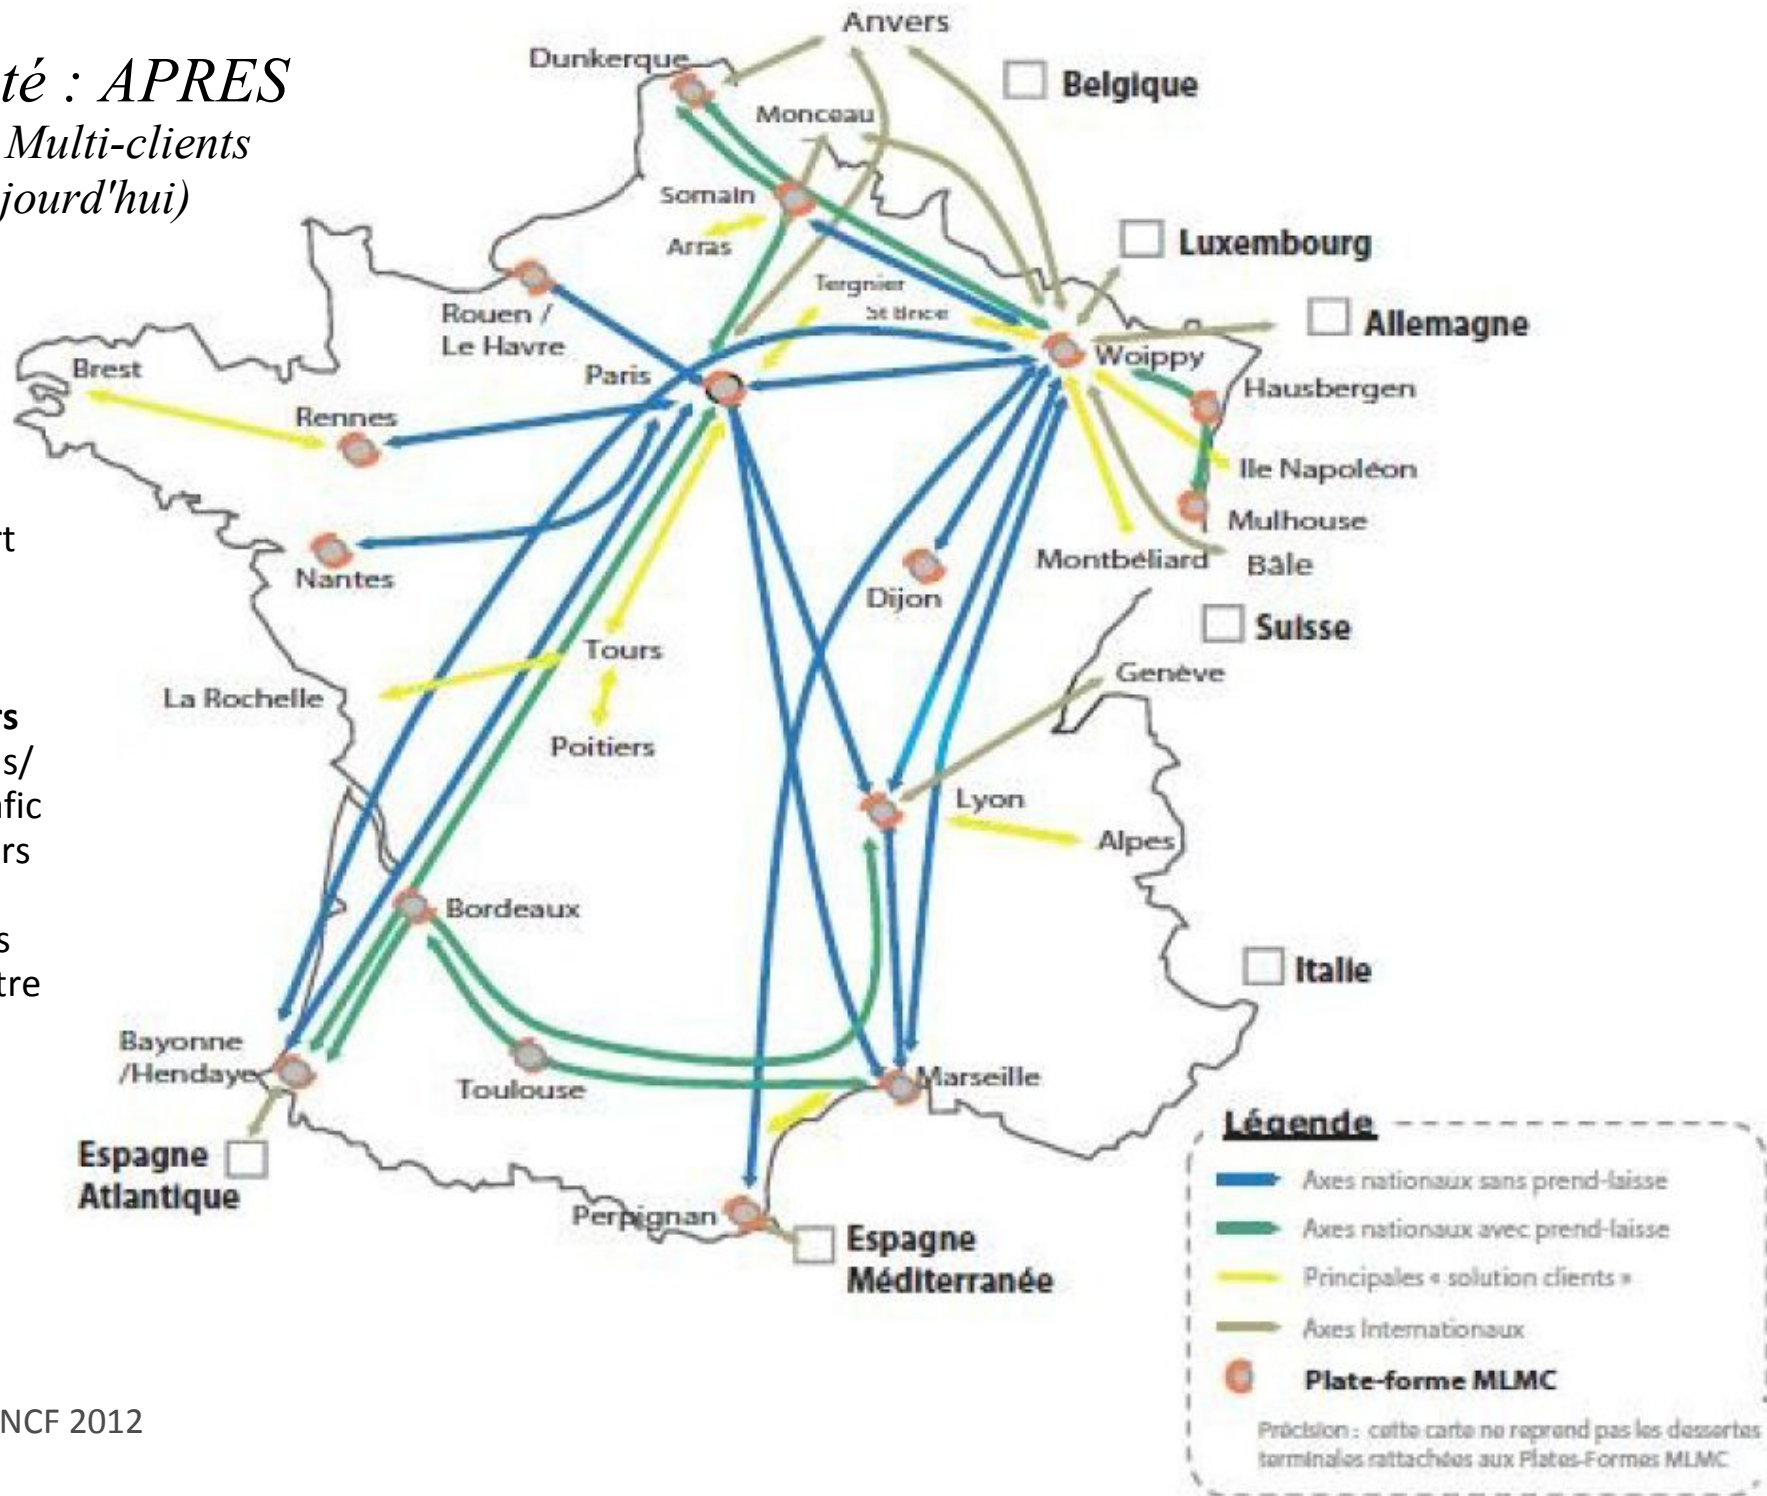 té : APRES
Multi-clients
jourd'hui)
rt
rs
s/
afic
rs
s
tre
NCF 2012
Anvers
Dunkerque
Belgique
Monceau
Somain
Arras
Luxembourg
Tergnier
St Brice
Allemagne
Rouen /
Le Havre
Woippy
Paris
Brest
Hausbergen
Rennes
Ile Napoléon
Mulhouse
Montbéliard
Bâle
Nantes
Dijon
Suisse
Tours
Genève
La Rochelle
Poitiers
Lyon
Alpes
Bordeaux
Italie
Bayonne
/Hendaye
Toulouse
Marseille
Espagne
Atlantique
Perpignan
Espagne
Méditerranée
Légende
Axes nationaux sans prend-laisse
Axes nationaux avec prend-laisse
Principales « solution clients »
Axes Internationaux
Plate-forme MLMC
Précision : cette carte ne reprend pas les dessertes
terminales rattachées aux Plates-Formes MLMC